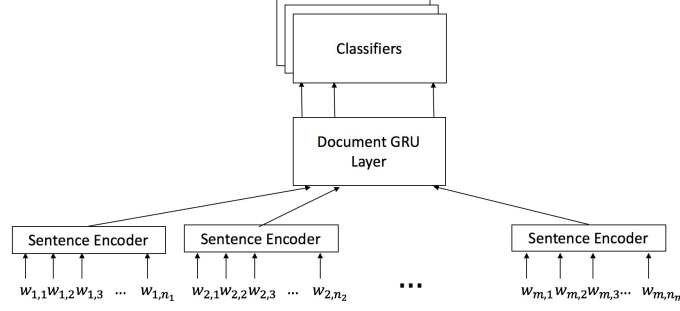 Classifiers
Document GRU
Layer
Sentence Encoder
Sentence Encoder
Sentence Encoder
w₁,₁ w₁,₂ w₁,₃ ... w₁,n₁
w₂,₁ w₂,₂ w₂,₃ ... w₂,n₂
...
wₘ,₁ wₘ,₂ wₘ,₃... wₘ,nₘ